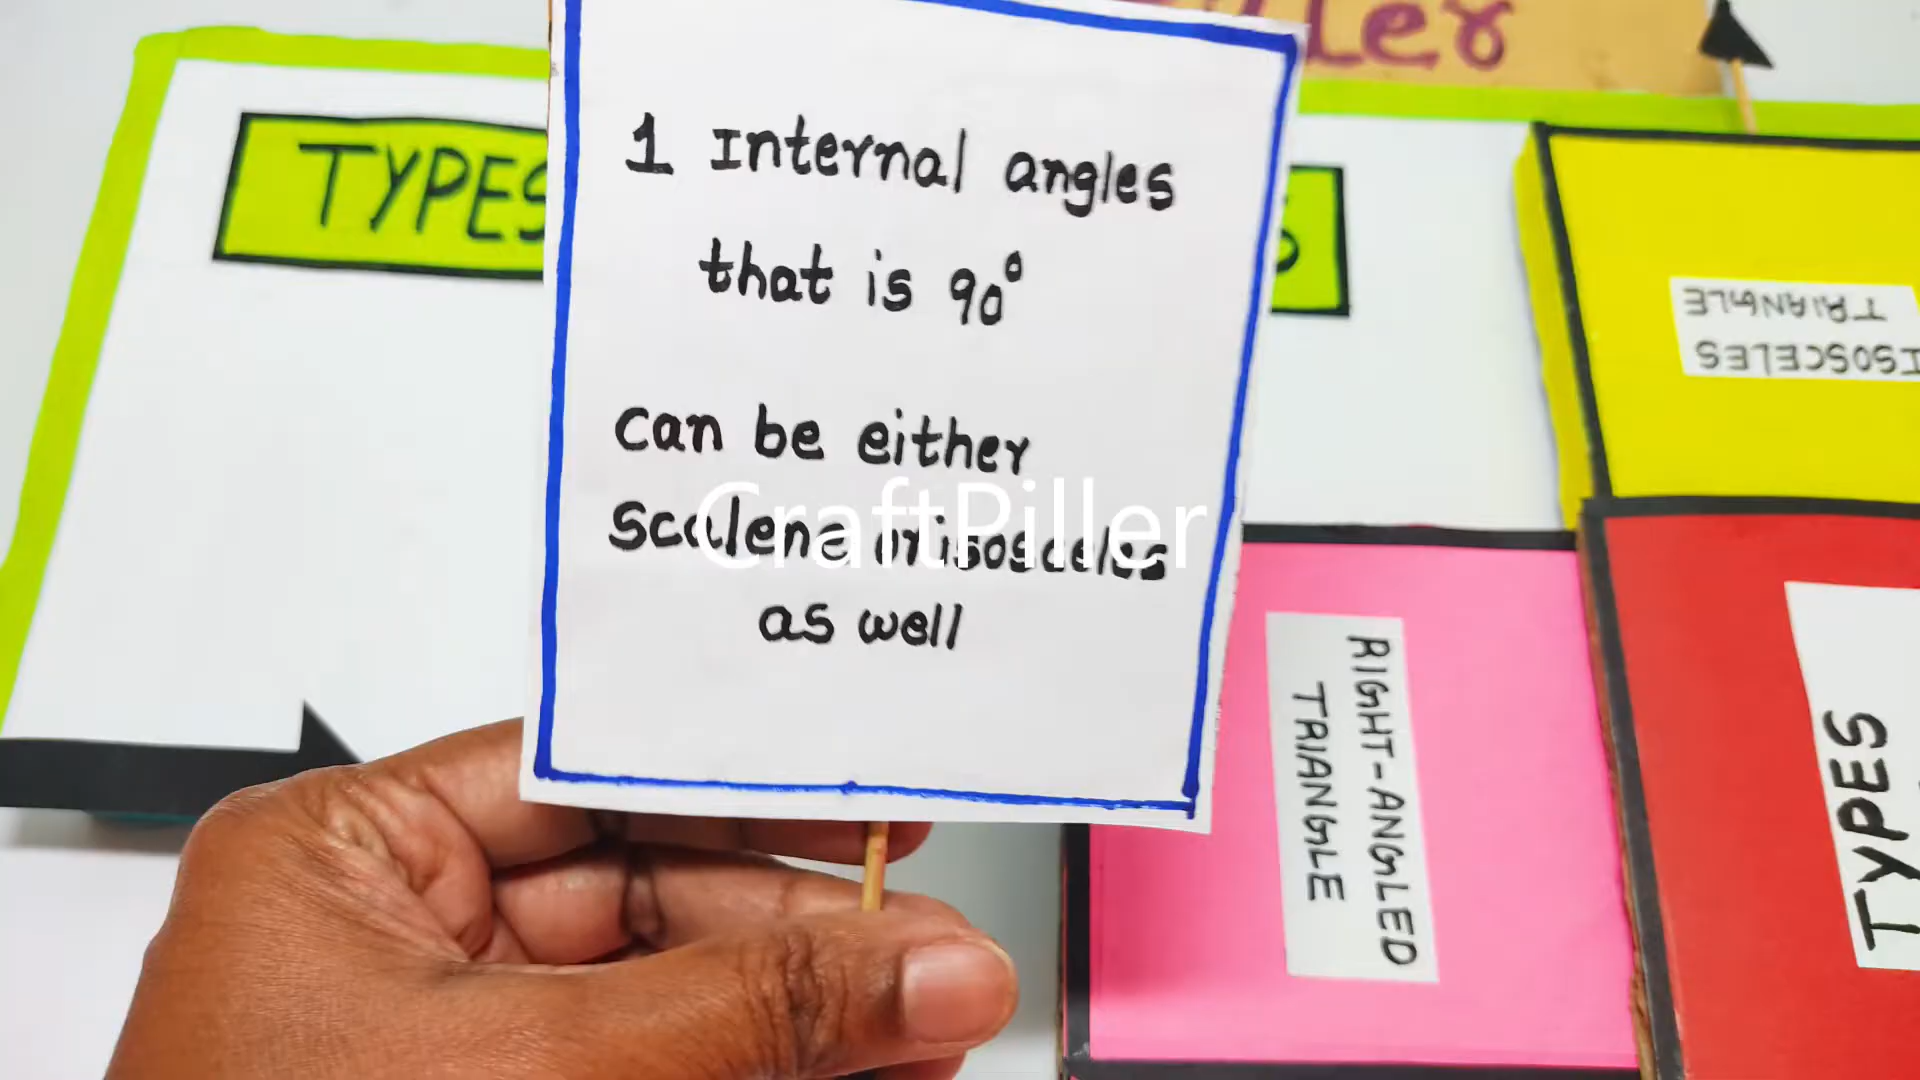 TYPES
1 Internal angles
that is 90°
can be either
scalene or isosceles
as well
CraftPiller
ISOSCELES
TRIANGLE
RIGHT-ANGLED
TRIANGLE
TYPES